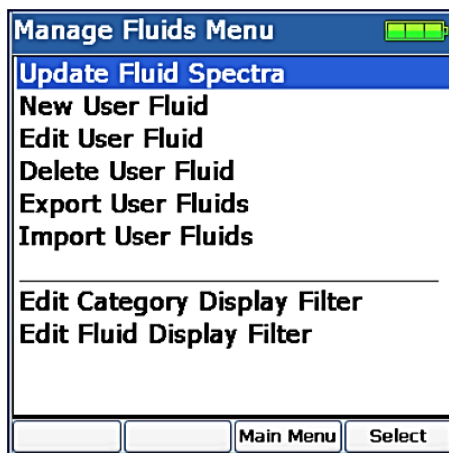 Manage Fluids Menu
Update Fluid Spectra
New User Fluid
Edit User Fluid
Delete User Fluid
Export User Fluids
Import User Fluids
Edit Category Display Filter
Edit Fluid Display Filter
Main Menu Select